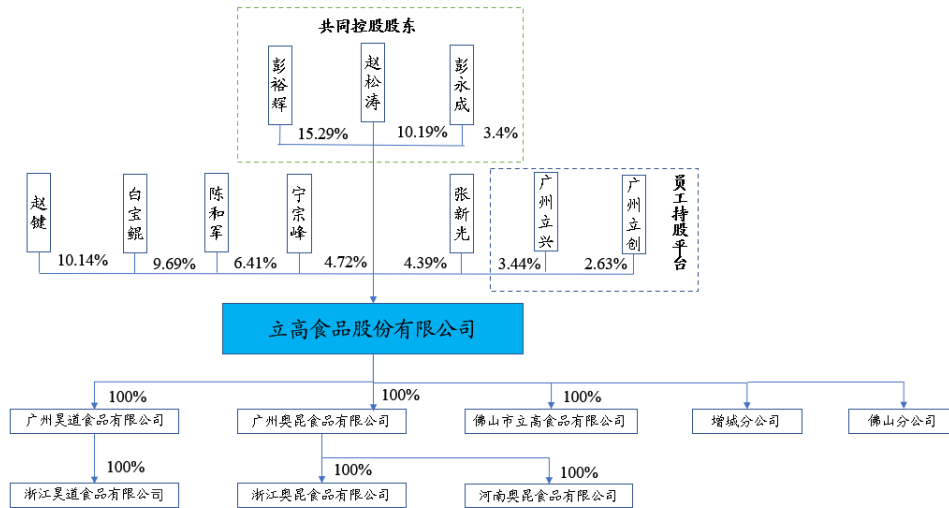 共同控股股东
彭裕辉
赵松涛
彭永成
15.29%
10.19%
3.4%
赵键
白宝鲲
陈和军
宁宗峰
张新光
广州立兴
广州立创
员工持股平台
10.14%
9.69%
6.41%
4.72%
4.39%
3.44%
2.63%
立高食品股份有限公司
100%
100%
100%
广州昊道食品有限公司
广州奥昆食品有限公司
佛山市立高食品有限公司
增城分公司
佛山分公司
100%
100%
100%
浙江昊道食品有限公司
浙江奥昆食品有限公司
河南奥昆食品有限公司